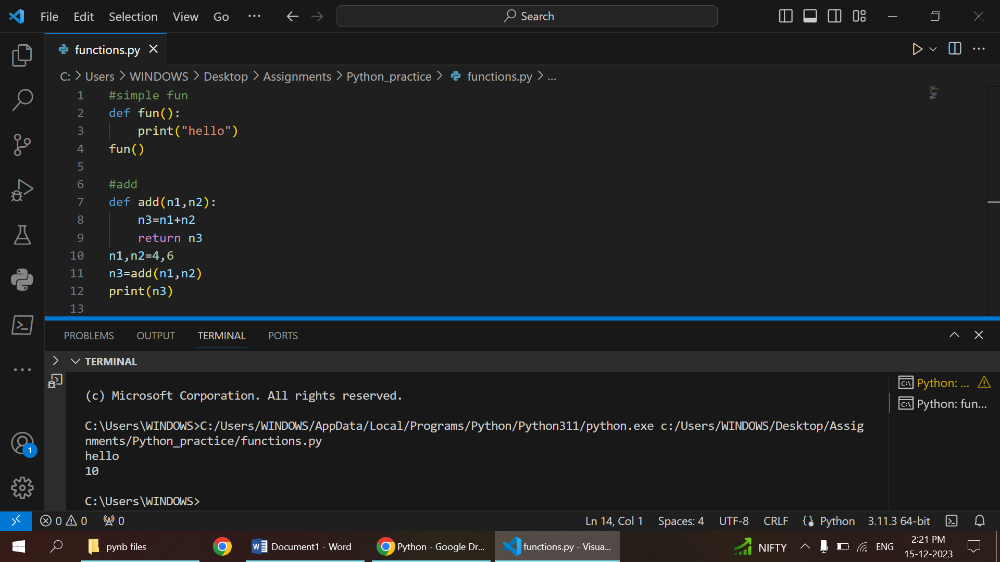 File Edit Selection View Go ··· Search
functions.py
C: > Users > WINDOWS > Desktop > Assignments > Python_practice > functions.py > ...
1 #simple fun
2 def fun():
3     print("hello")
4 fun()
5
6 #add
7 def add(n1,n2):
8     n3=n1+n2
9     return n3
10 n1,n2=4,6
11 n3=add(n1,n2)
12 print(n3)
13
PROBLEMS OUTPUT TERMINAL PORTS
TERMINAL
Python: ...
Python: fun...
(c) Microsoft Corporation. All rights reserved.
C:\Users\WINDOWS>C:/Users/WINDOWS/AppData/Local/Programs/Python/Python311/python.exe c:/Users/WINDOWS/Desktop/Assig
nments/Python_practice/functions.py
hello
10
C:\Users\WINDOWS>
1
0 0 0 Ln 14, Col 1 Spaces: 4 UTF-8 CRLF {} Python 3.11.3 64-bit
pynb files Document1 - Word Python - Google Dr... functions.py - Visua... NIFTY ENG 2:21 PM
15-12-2023